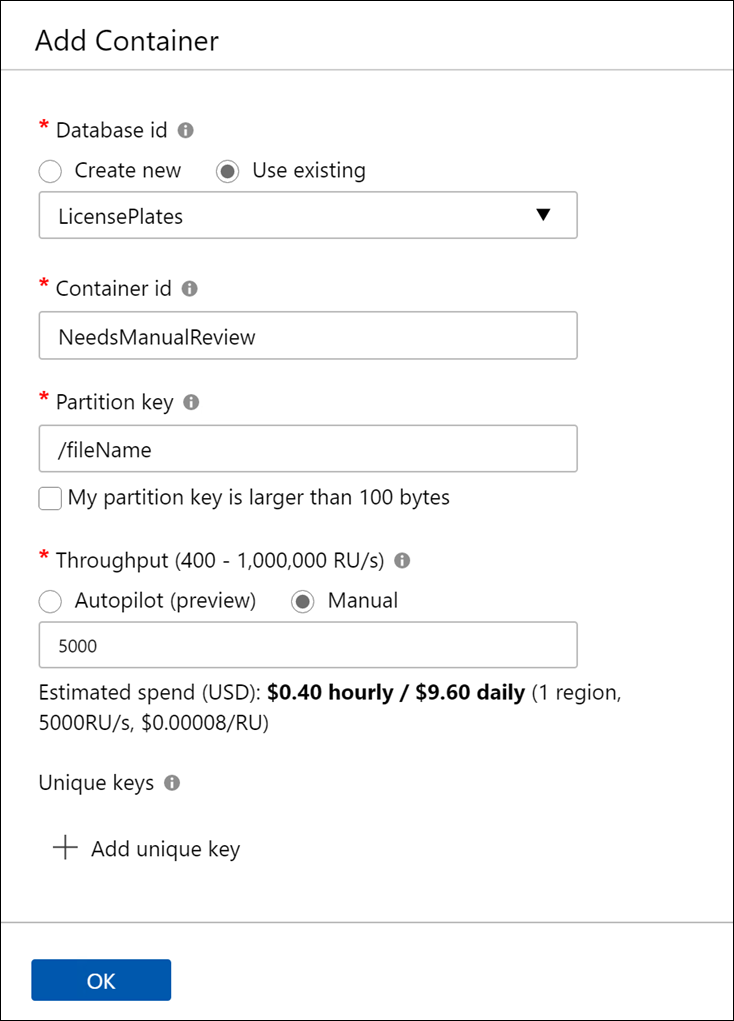 Add Container
* Database id
Create new Use existing
LicensePlates
* Container id
NeedsManualReview
* Partition key
/fileName
My partition key is larger than 100 bytes
* Throughput (400 - 1,000,000 RU/s)
Autopilot (preview) Manual
5000
Estimated spend (USD): $0.40 hourly / $9.60 daily (1 region,
5000RU/s, $0.00008/RU)
Unique keys
Add unique key
OK